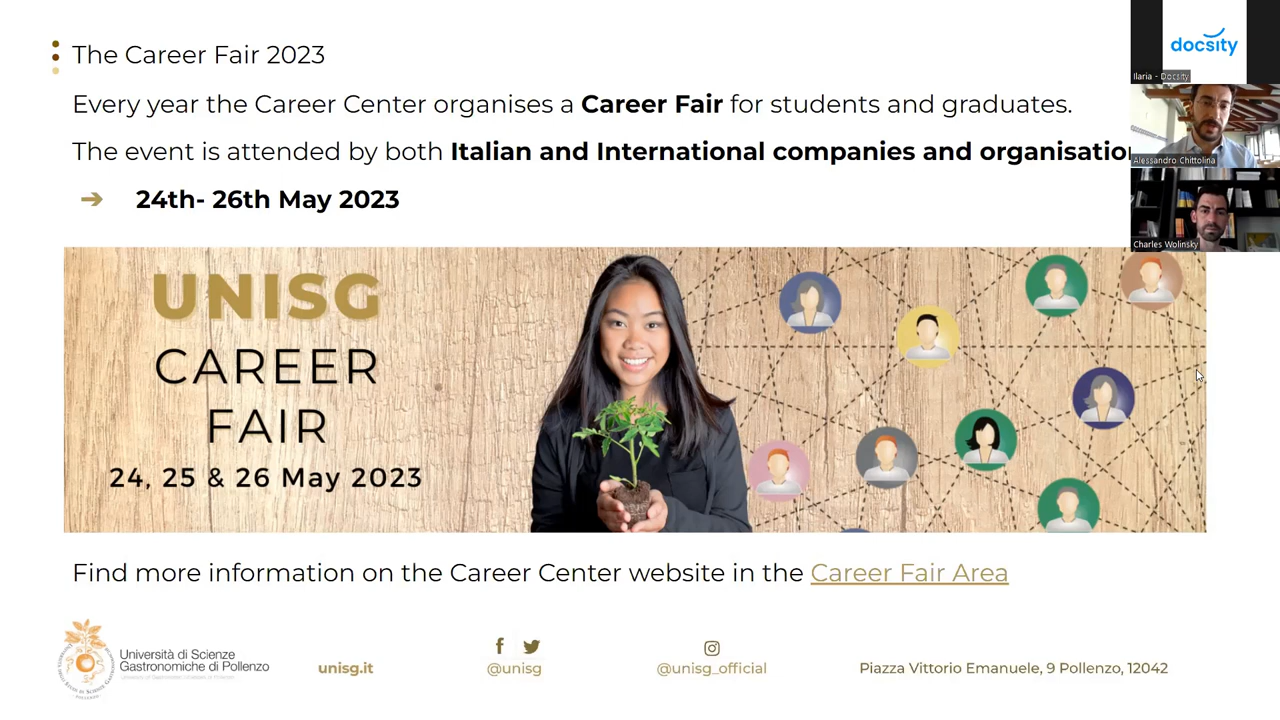 The Career Fair 2023
Every year the Career Center organises a Career Fair for students and graduates.
The event is attended by both Italian and International companies and organisatio
➔ 24th- 26th May 2023
UNISG
CAREER
FAIR
24, 25 & 26 May 2023
Find more information on the Career Center website in the Career Fair Area
Università di Scienze
Gastronomiche di Pollenzo
unisg.it
@unisg
@unisg_official
Piazza Vittorio Emanuele, 9 Pollenzo, 12042
docsity
Ilaria - Docsity
Alessandro Chittolina
Charles Wolinsky